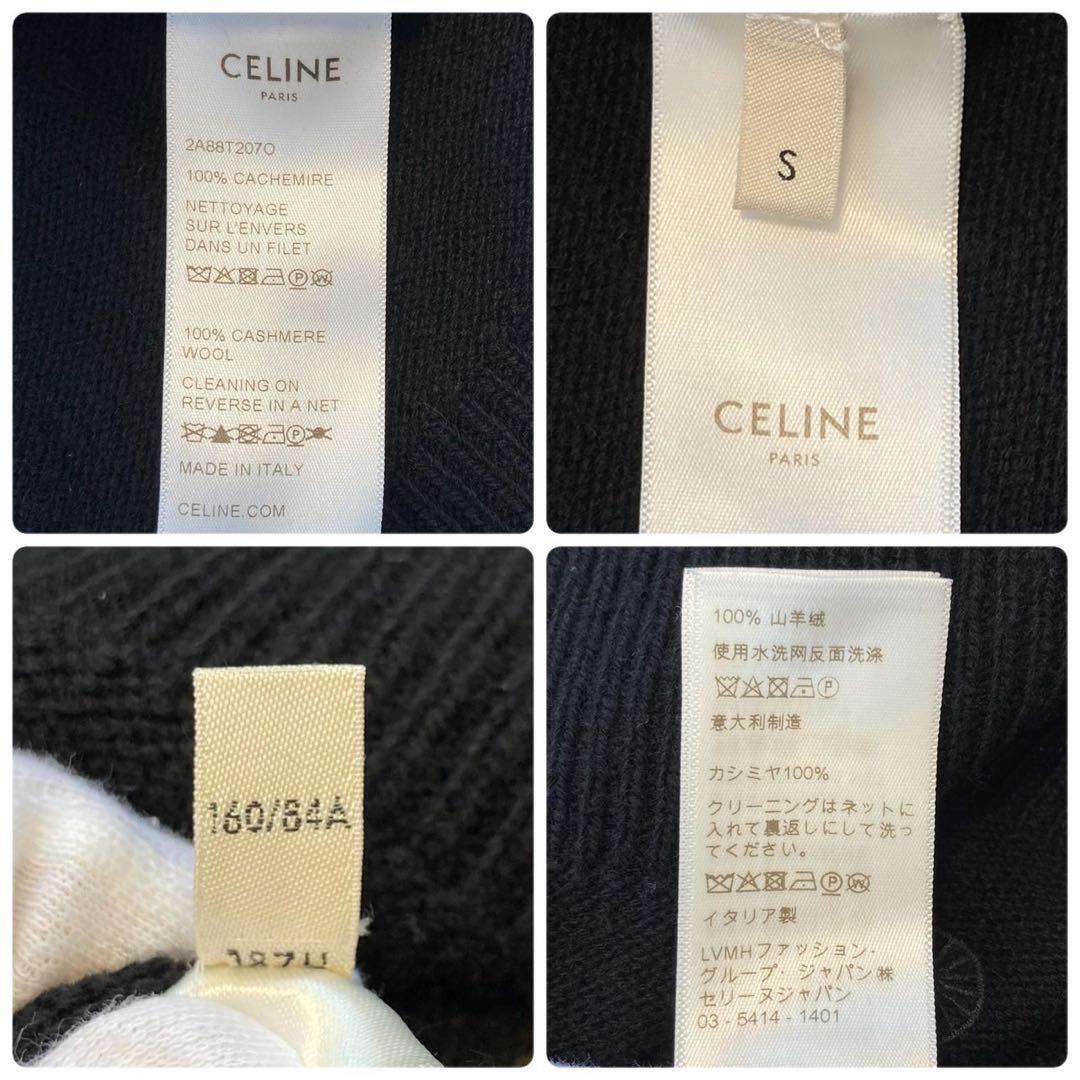 CELINE
PARIS
2A88T207O
100% CACHEMIRE
NETTOYAGE
SUR L'ENVERS
DANS UN FILET
100% CASHMERE
WOOL
CLEANING ON
REVERSE IN A NET
MADE IN ITALY
CELINE.COM
S
CELINE
PARIS
160/84A
100% 山羊绒
使用水洗网反面洗涤
意大利制造
カシミヤ100%
クリーニングはネットに
入れて裏返しにして洗っ
てください。
イタリア製
LVMHファッション・
グループ・ジャパン㈱
セリーヌジャパン
03 - 5414 - 1401